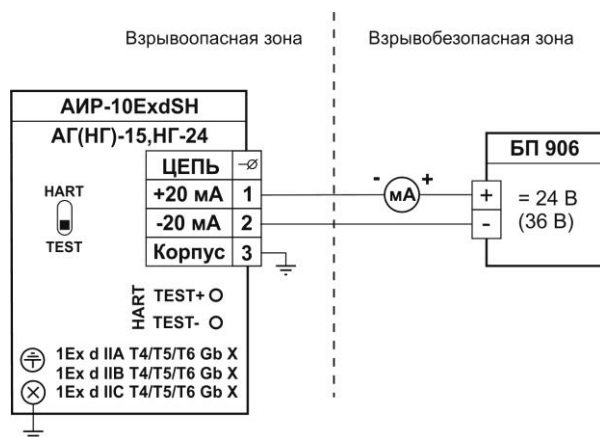 Взрывоопасная зона
Взрывобезопасная зона
АИР-10ExdSH
АГ(НГ)-15,НГ-24
ЦЕПЬ
+20 мА 1
-20 мА 2
Корпус 3
HART
TEST
HART
TEST+
TEST-
1Ex d IIA T4/T5/T6 Gb X
1Ex d IIB T4/T5/T6 Gb X
1Ex d IIC T4/T5/T6 Gb X
- мА +
БП 906
+ = 24 В
- (36 В)